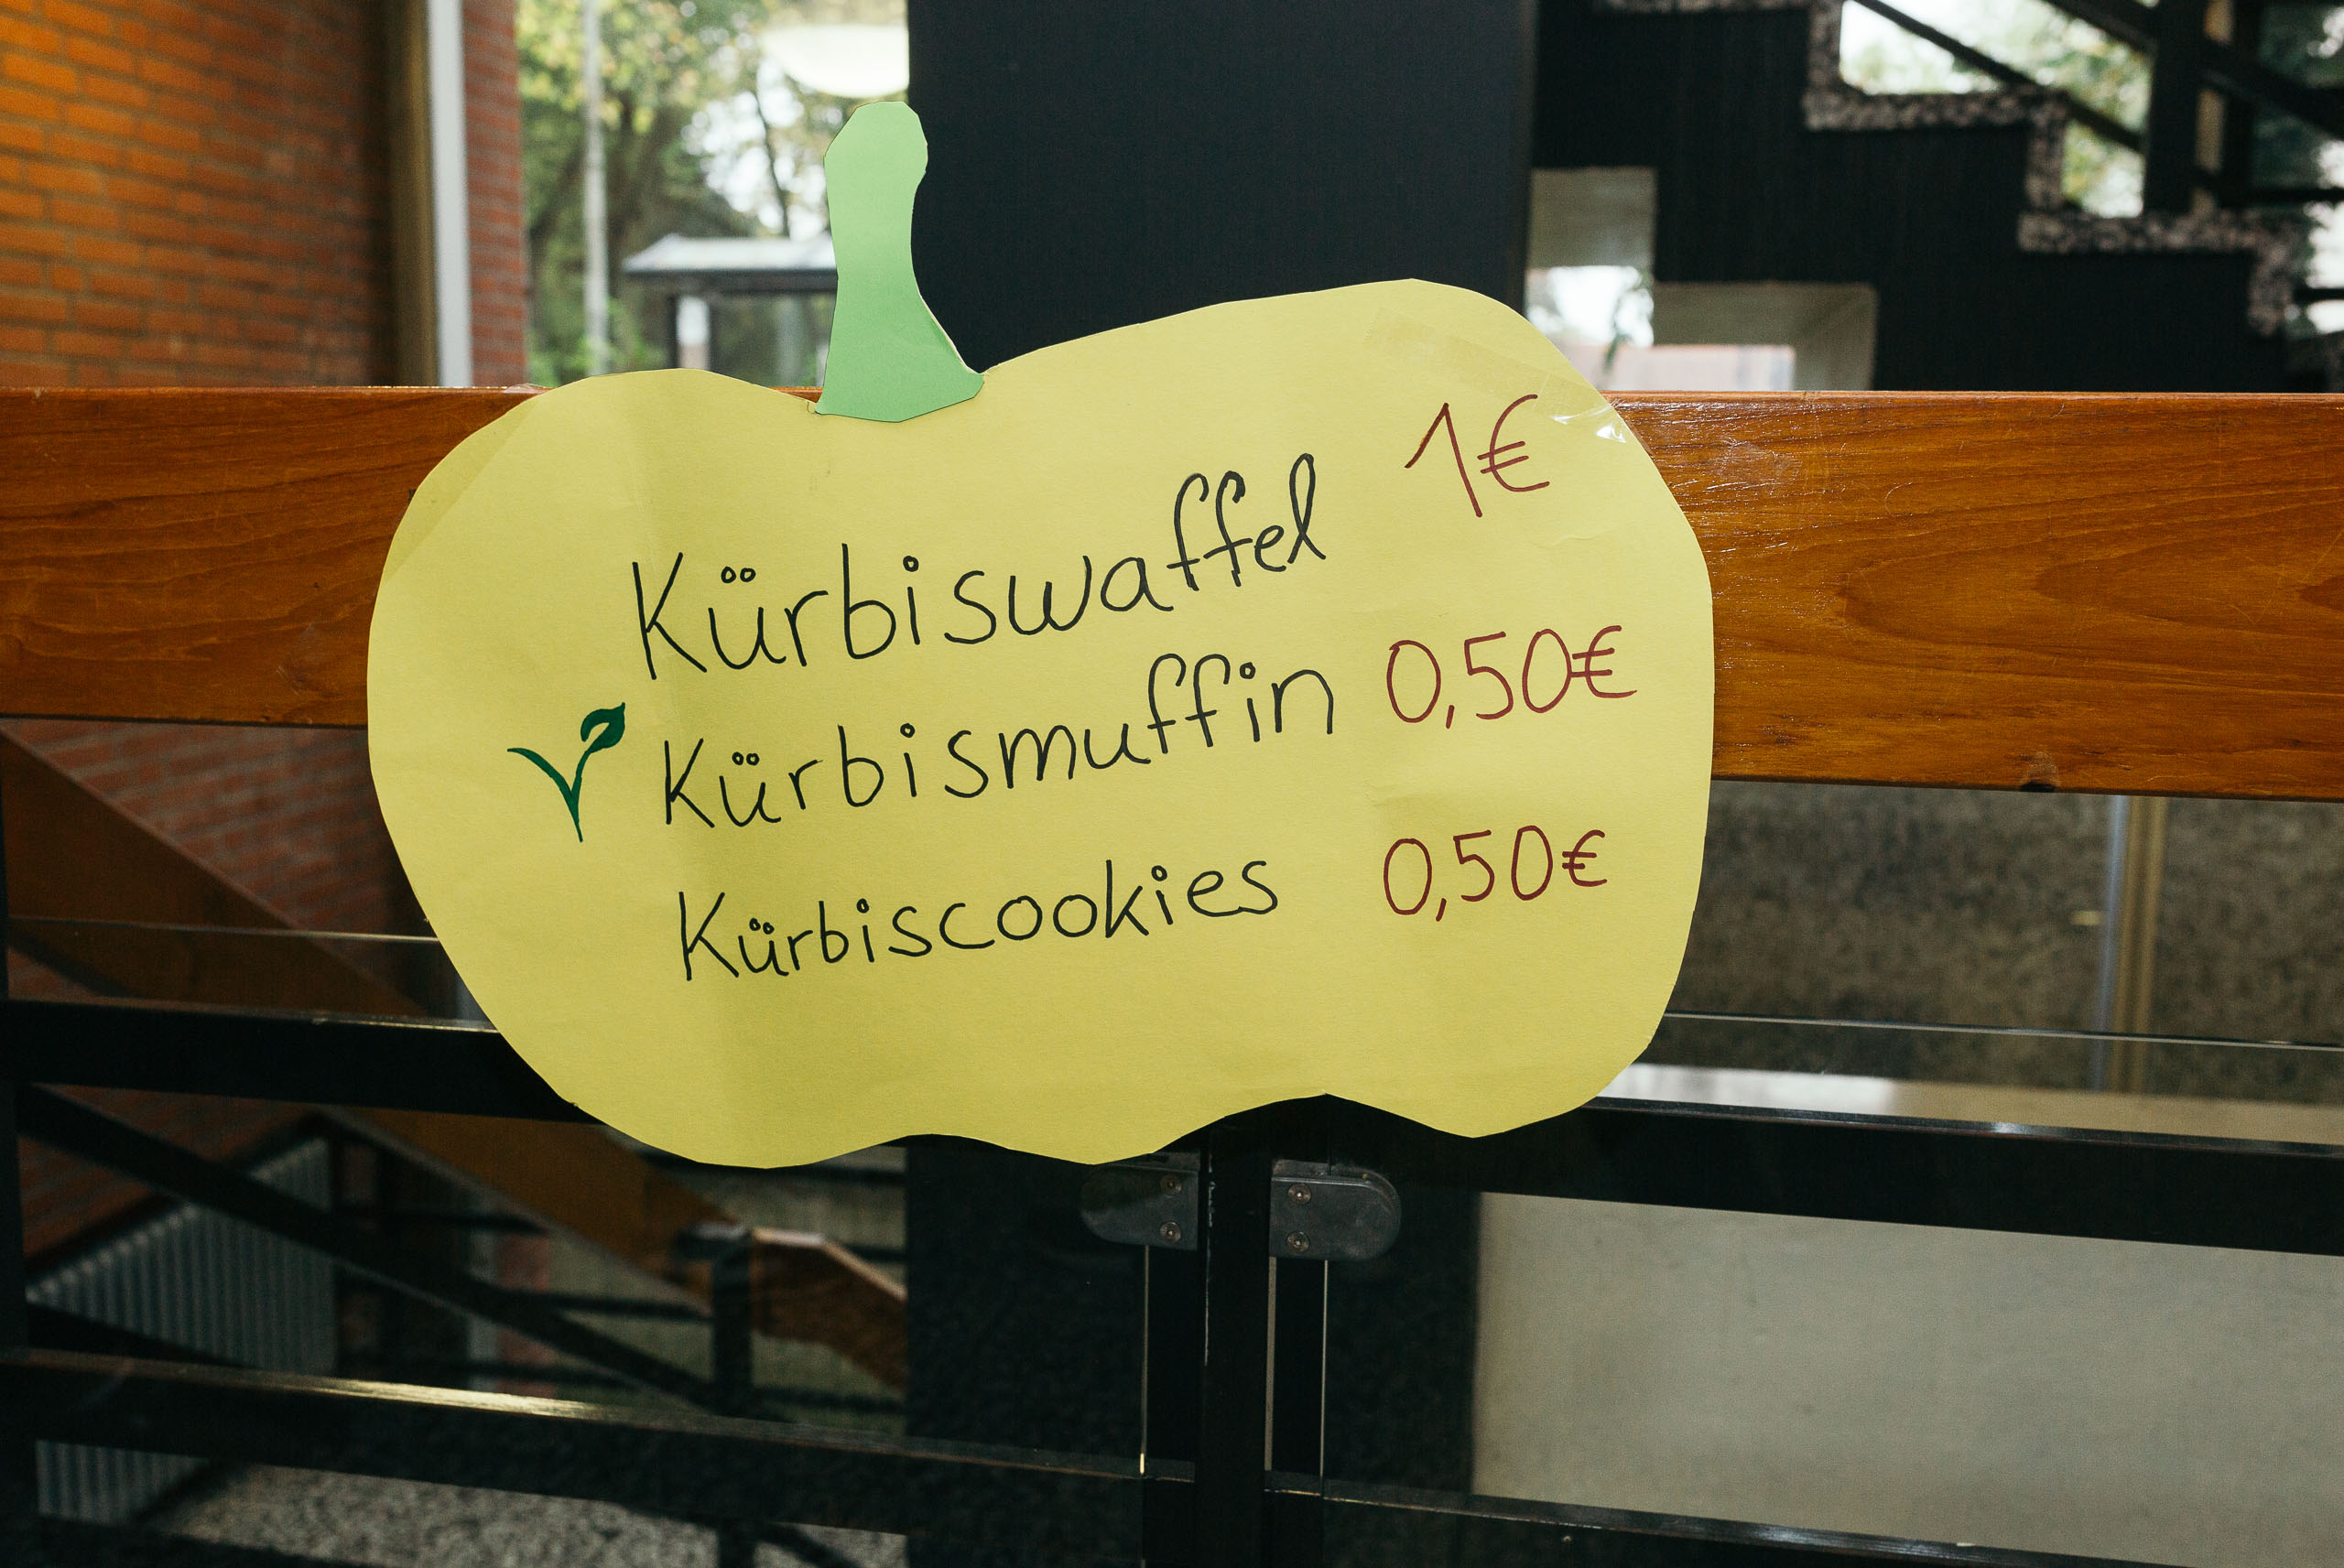 Kürbiswaffel 1€
Kürbismuffin 0,50€
Kürbiscookies 0,50€